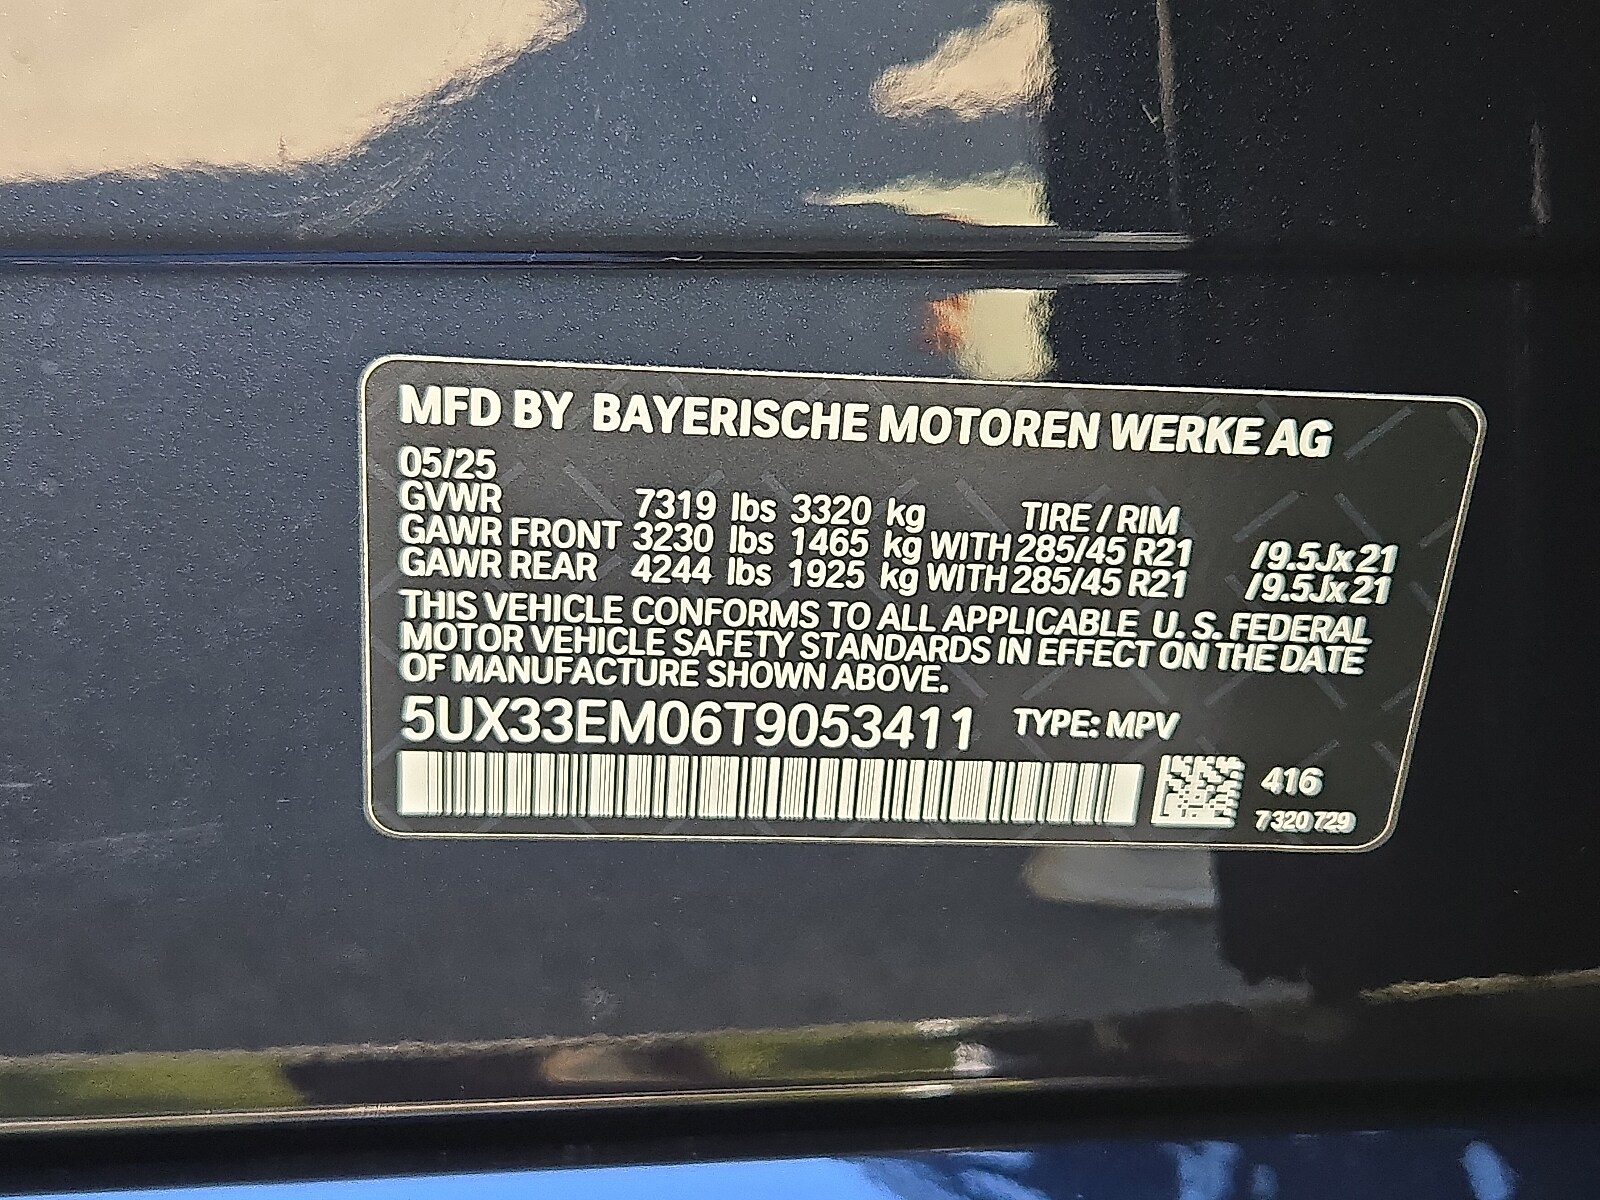 MFD BY BAYERISCHE MOTOREN WERKE AG
05/25
GVWR 7319 lbs 3320 kg TIRE / RIM
GAWR FRONT 3230 lbs 1465 kg WITH 285/45 R21 /9.5Jx21
GAWR REAR 4244 lbs 1925 kg WITH 285/45 R21 /9.5Jx21
THIS VEHICLE CONFORMS TO ALL APPLICABLE U.S. FEDERAL
MOTOR VEHICLE SAFETY STANDARDS IN EFFECT ON THE DATE
OF MANUFACTURE SHOWN ABOVE.
5UX33EM06T9053411 TYPE: MPV
416
7320729